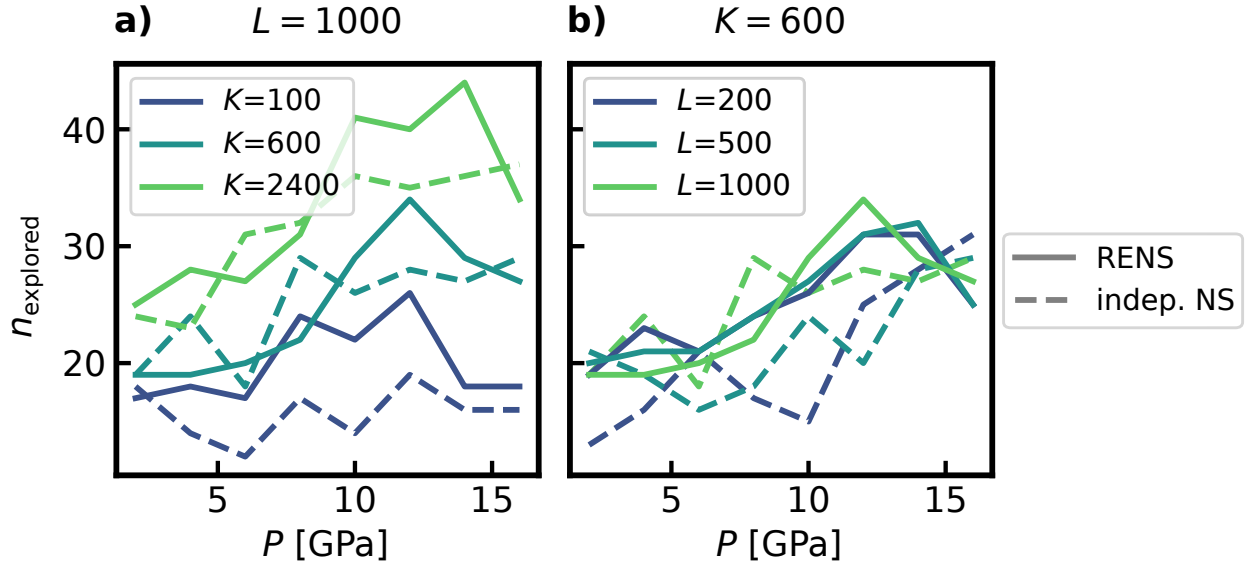 a) L = 1000
b) K = 600
K=100
K=600
K=2400
L=200
L=500
L=1000
RENS
indep. NS
n_explored
40
30
20
5 10 15
5 10 15
P [GPa]
P [GPa]